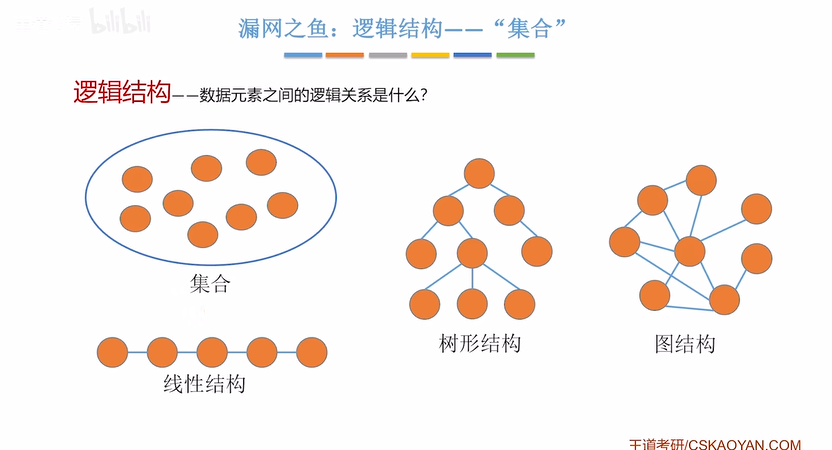 bilibili
漏网之鱼：逻辑结构——“集合”
逻辑结构——数据元素之间的逻辑关系是什么？
集合
线性结构
树形结构
图结构
王道考研/CSKAOYAN.COM